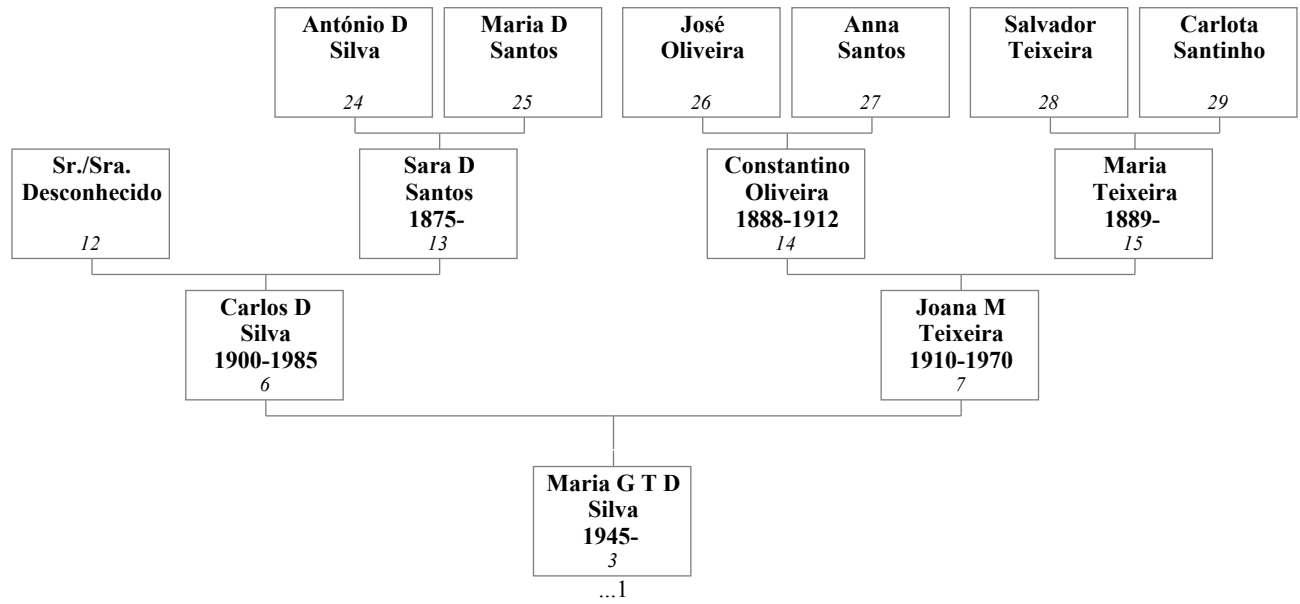 António D
Silva
24
Maria D
Santos
25
José
Oliveira
26
Anna
Santos
27
Salvador
Teixeira
28
Carlota
Santinho
29
Sr./Sra.
Desconhecido
12
Sara D
Santos
1875-
13
Constantino
Oliveira
1888-1912
14
Maria
Teixeira
1889-
15
Carlos D
Silva
1900-1985
6
Joana M
Teixeira
1910-1970
7
Maria G T D
Silva
1945-
3
...1